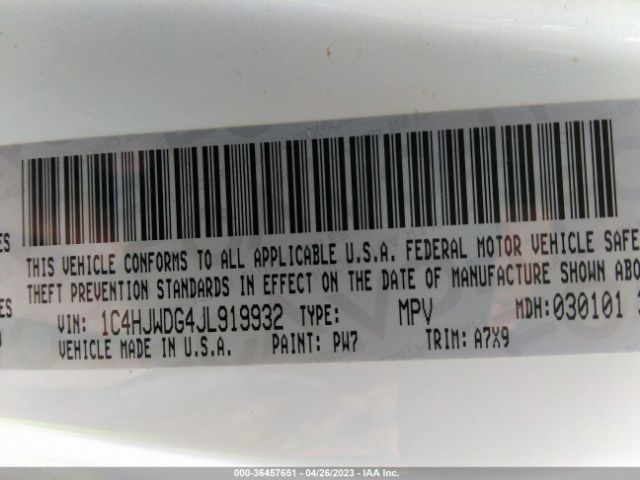 THIS VEHICLE CONFORMS TO ALL APPLICABLE U.S.A. FEDERAL MOTOR VEHICLE SAFE
THEFT PREVENTION STANDARDS IN EFFECT ON THE DATE OF MANUFACTURE SHOWN ABO
VIN: 1C4HJWDG4JL919932 TYPE: MPV MDH: 030101
VEHICLE MADE IN U.S.A. PAINT: PW7 TRIM: A7X9
000-36457651 - 04/26/2023 - IAA Inc.